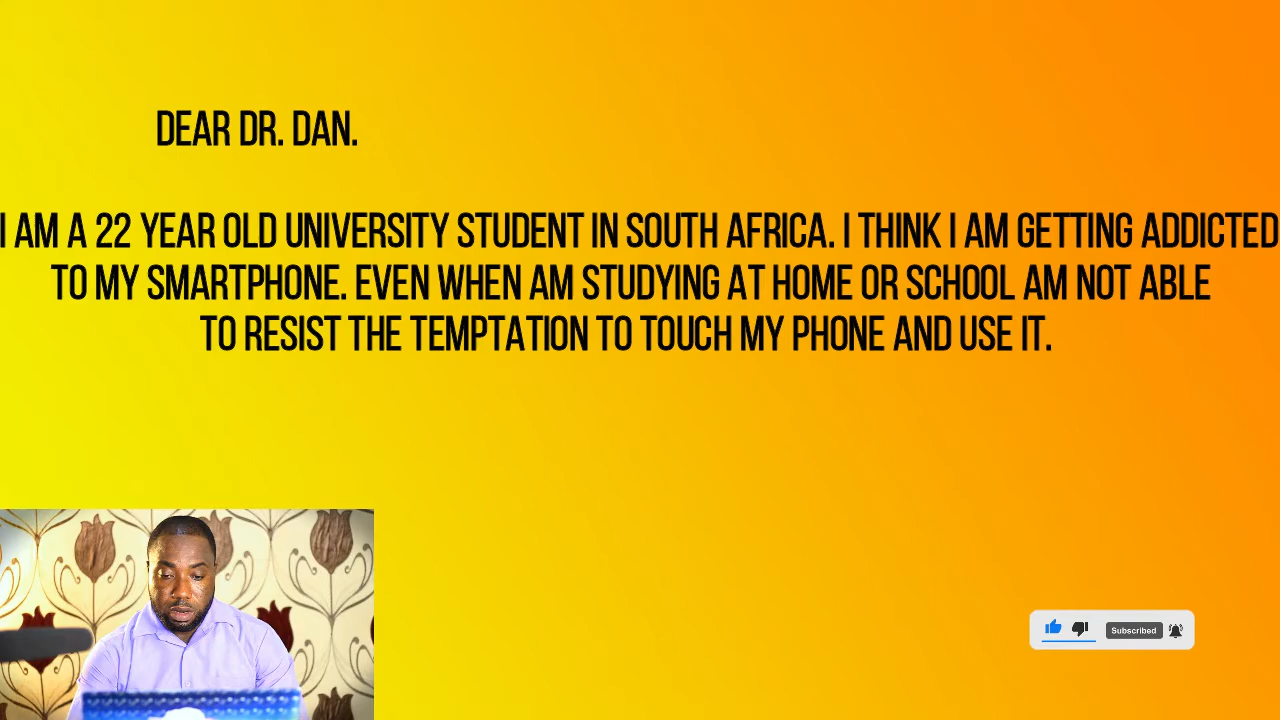 DEAR DR. DAN.
I AM A 22 YEAR OLD UNIVERSITY STUDENT IN SOUTH AFRICA. I THINK I AM GETTING ADDICTED
TO MY SMARTPHONE. EVEN WHEN AM STUDYING AT HOME OR SCHOOL AM NOT ABLE
TO RESIST THE TEMPTATION TO TOUCH MY PHONE AND USE IT.
Subscribed